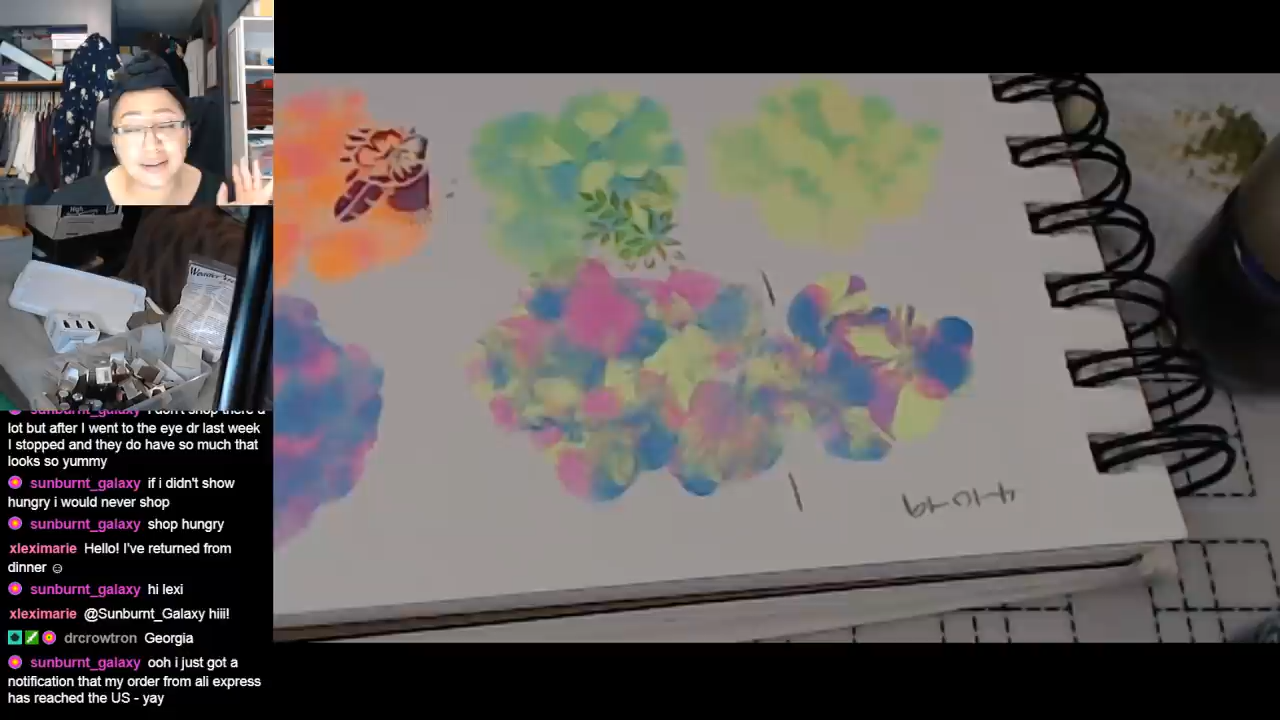 sunburnt_galaxy I don't shop there a
lot but after I went to the eye dr last week
I stopped and they do have so much that
looks so yummy
sunburnt_galaxy if i didn't show
hungry i would never shop
sunburnt_galaxy shop hungry
xleximarie Hello! I've returned from
dinner ☺
sunburnt_galaxy hi lexi
xleximarie @Sunburnt_Galaxy hiii!
drcrowtron Georgia
sunburnt_galaxy ooh i just got a
notification that my order from ali express
has reached the US - yay